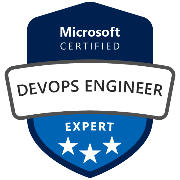 Microsoft
CERTIFIED
DEVOPS ENGINEER
EXPERT